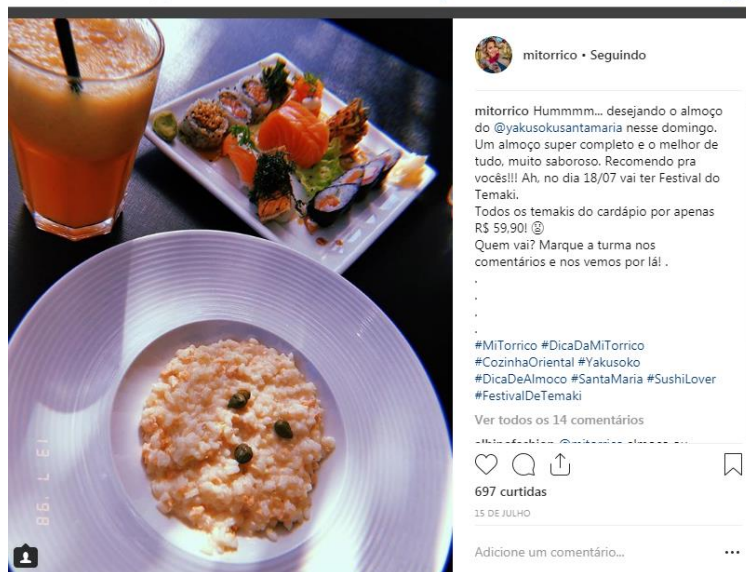 mitorrico • Seguindo
mitorrico Hummmm... desejando o almoço
do @yakusokusantamaria nesse domingo.
Um almoço super completo e o melhor de
tudo, muito saboroso. Recomendo pra
vocês!!! Ah, no dia 18/07 vai ter Festival do
Temaki.
Todos os temakis do cardápio por apenas
R$ 59,90! 😱
Quem vai? Marque a turma nos
comentários e nos vemos por lá! .
.
.
.
.
#MiTorrico #DicaDaMiTorrico
#CozinhaOriental #Yakusoko
#DicaDeAlmoco #SantaMaria #SushiLover
#FestivalDeTemaki
Ver todos os 14 comentários
697 curtidas
15 DE JULHO
Adicione um comentário...